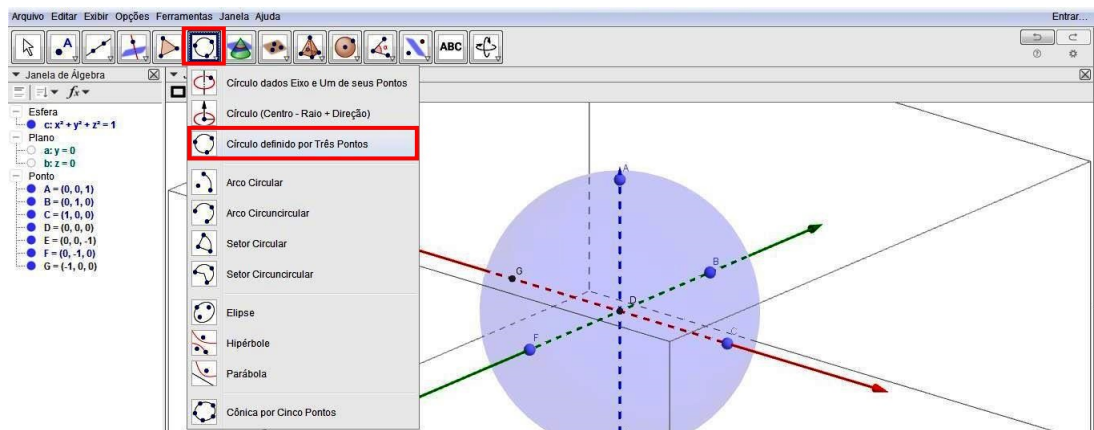 Arquivo Editar Exibir Opções Ferramentas Janela Ajuda
Entrar...
A
ABC
▼ Janela de Álgebra
fx
Esfera
c: x² + y² + z² = 1
Plano
a: y = 0
b: z = 0
Ponto
A = (0, 0, 1)
B = (0, 1, 0)
C = (1, 0, 0)
D = (0, 0, 0)
E = (0, 0, -1)
F = (0, -1, 0)
G = (-1, 0, 0)
Círculo dados Eixo e Um de seus Pontos
Círculo (Centro - Raio + Direção)
Círculo definido por Três Pontos
Arco Circular
Arco Circuncircular
Setor Circular
Setor Circuncircular
Elipse
Hipérbole
Parábola
Cônica por Cinco Pontos
A
B
G
D
F
C